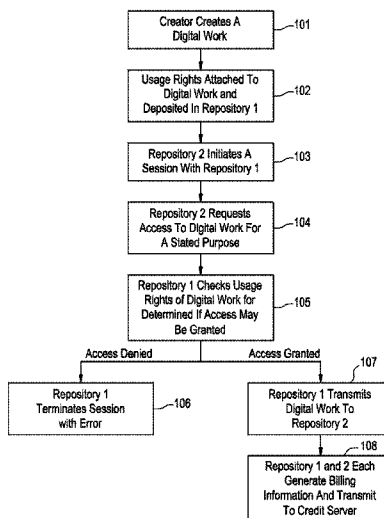 Creator Creates A
Digital Work
101
Usage Rights Attached To
Digital Work and
Deposited In Repository 1
102
Repository 2 Initiates A
Session With Repository 1
103
Repository 2 Requests
Access To Digital Work For
A Stated Purpose
104
Repository 1 Checks Usage
Rights of Digital Work for
Determined If Access May
Be Granted
105
Access Denied
Access Granted
Repository 1
Terminates Session
with Error
106
107
Repository 1 Transmits
Digital Work To
Repository 2
108
Repository 1 and 2 Each
Generate Billing
Information And Transmit
To Credit Server